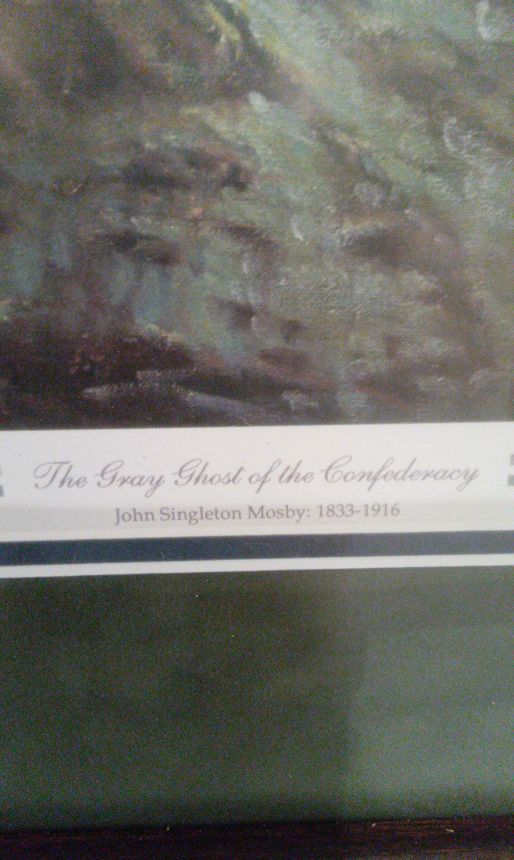 The Gray Ghost of the Confederacy
John Singleton Mosby: 1833-1916